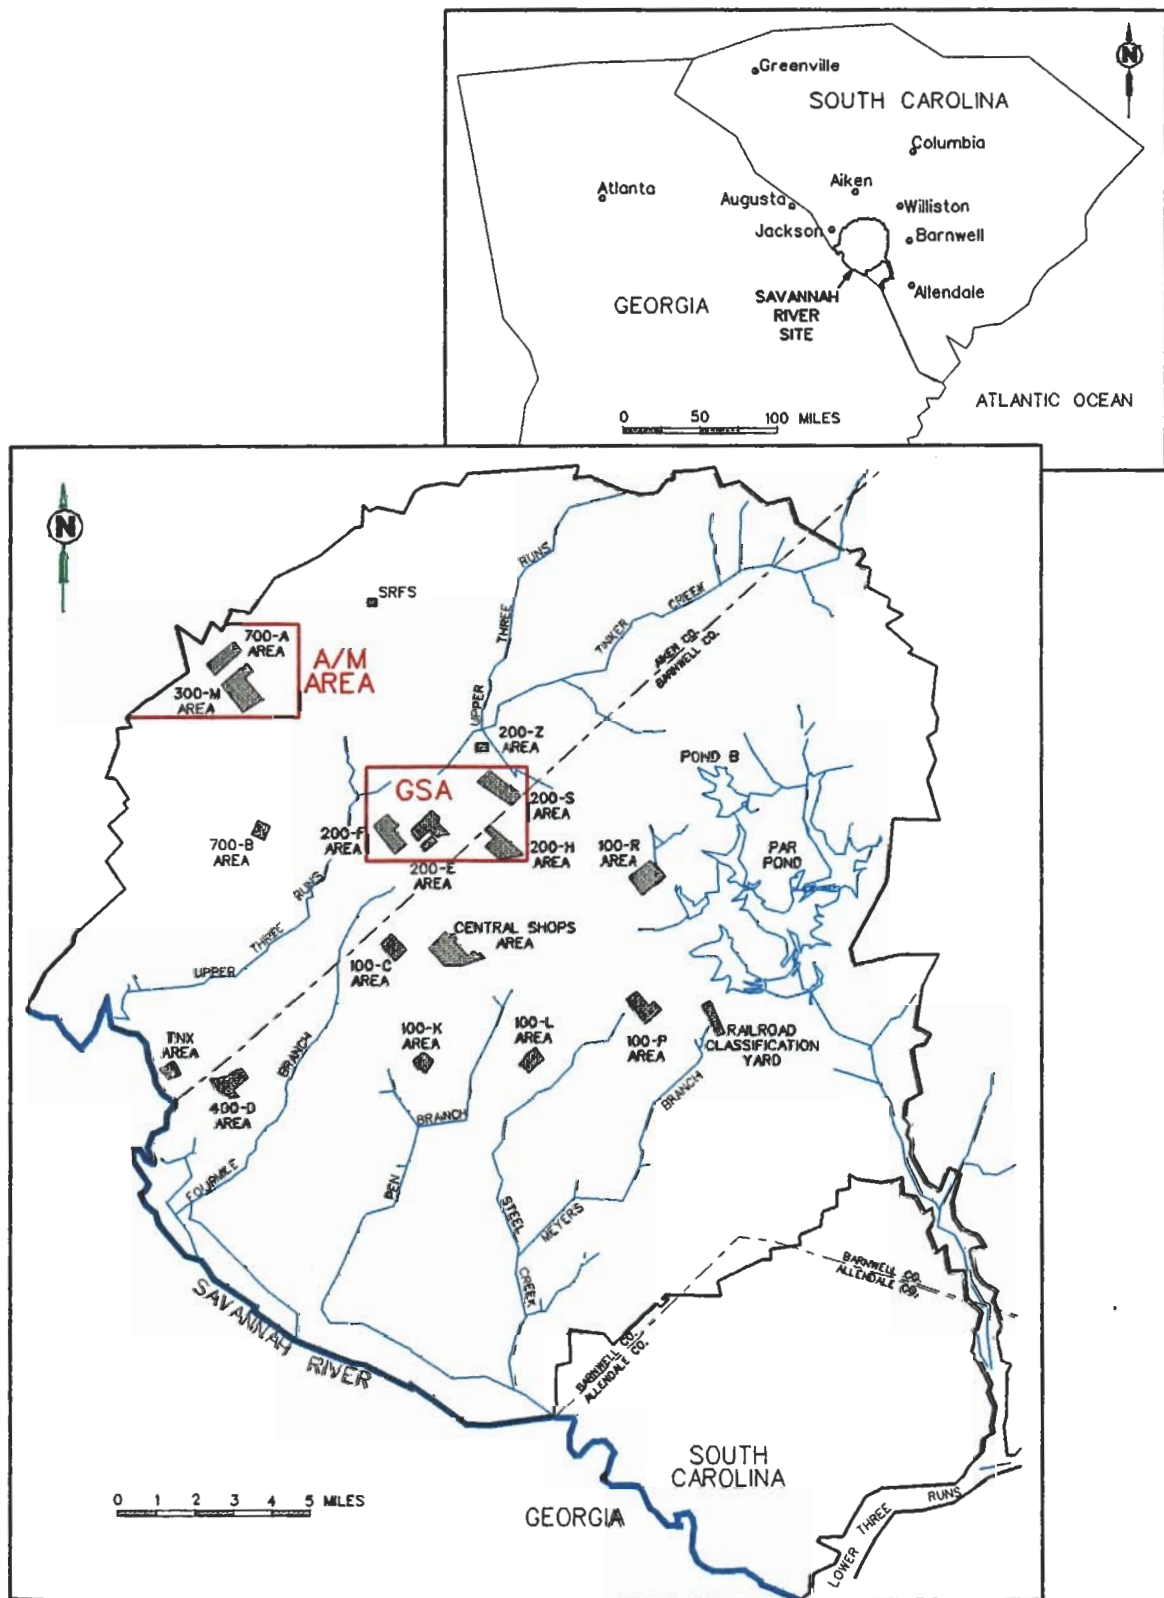 N
Greenville
SOUTH CAROLINA
Columbia
Aiken
Atlanta
Augusta
Williston
Jackson
Barnwell
SAVANNAH
RIVER
SITE
Allendale
GEORGIA
ATLANTIC OCEAN
0 50 100 MILES
N
SRFS
RUNS
THREE
UPPER
TINKER CREEK
AIKEN CO.
BARNWELL CO.
700-A
AREA
A/M
AREA
300-M
AREA
200-Z
AREA
POND B
GSA
200-S
AREA
200-F
AREA
700-B
AREA
200-E
AREA
200-H
AREA
100-R
AREA
PAR
POND
UPPER THREE RUNS
CENTRAL SHOPS
AREA
100-C
AREA
TNX
AREA
400-D
AREA
100-K
AREA
100-L
AREA
100-P
AREA
RAILROAD
CLASSIFICATION
YARD
FOURMILE BRANCH
PEN BRANCH
STEEL CREEK
MEYERS BRANCH
BARNWELL CO.
ALLENDALE CO.
BARNWELL CO.
ALLENDALE CO.
SAVANNAH RIVER
SOUTH
CAROLINA
GEORGIA
0 1 2 3 4 5 MILES
LOWER THREE RUNS